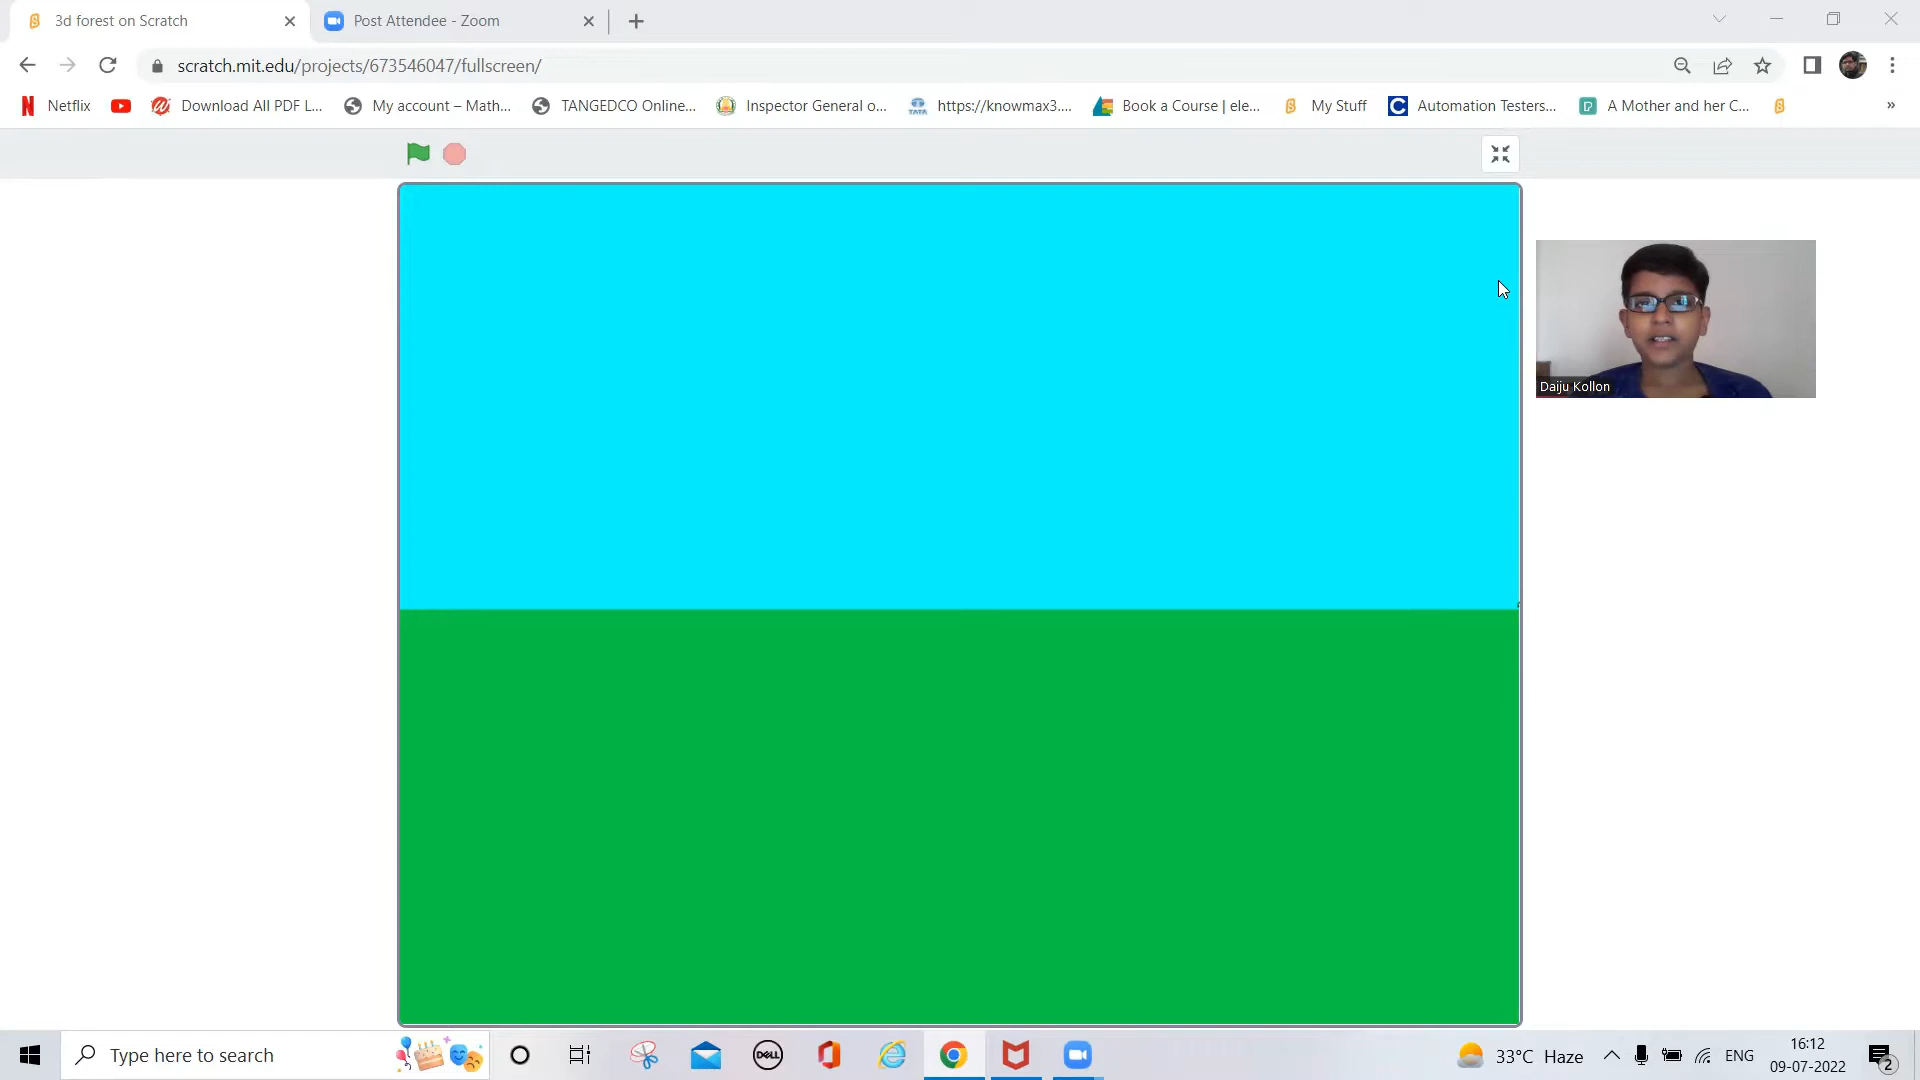 3d forest on Scratch
Post Attendee - Zoom
scratch.mit.edu/projects/673546047/fullscreen/
Netflix
Download All PDF L...
My account – Math...
TANGEDCO Online...
Inspector General o...
https://knowmax3....
Book a Course | ele...
My Stuff
Automation Testers...
A Mother and her C...
»
Daiju Kollon
Type here to search
DELL
33°C Haze
ENG
16:12
09-07-2022
2